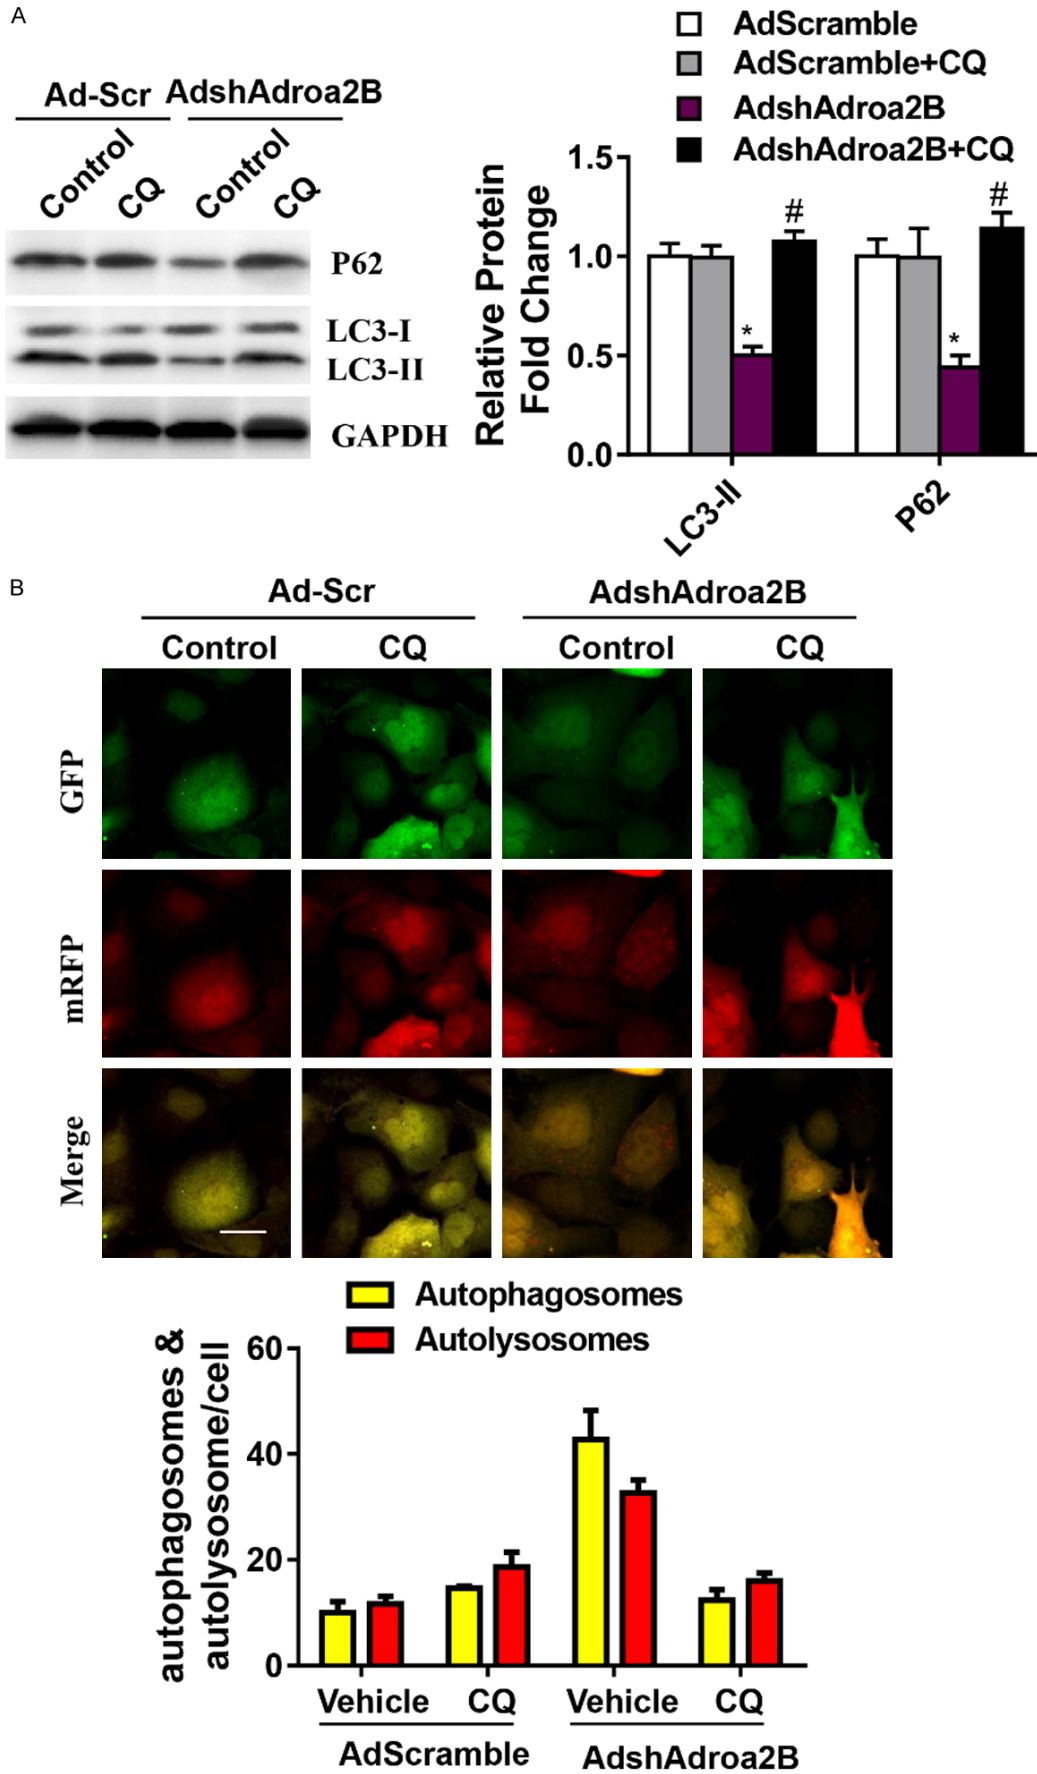 A
Ad-Scr AdshAdroa2B
Control CQ Control CQ
P62
LC3-I
LC3-II
GAPDH
AdScramble
AdScramble+CQ
AdshAdroa2B
AdshAdroa2B+CQ
Relative Protein
Fold Change
1.5
1.0
0.5
0.0
* # * #
LC3-II P62
B
Ad-Scr AdshAdroa2B
Control CQ Control CQ
GFP
mRFP
Merge
Autophagosomes
Autolysosomes
autophagosomes &
autolysosome/cell
60
40
20
0
Vehicle CQ Vehicle CQ
AdScramble AdshAdroa2B